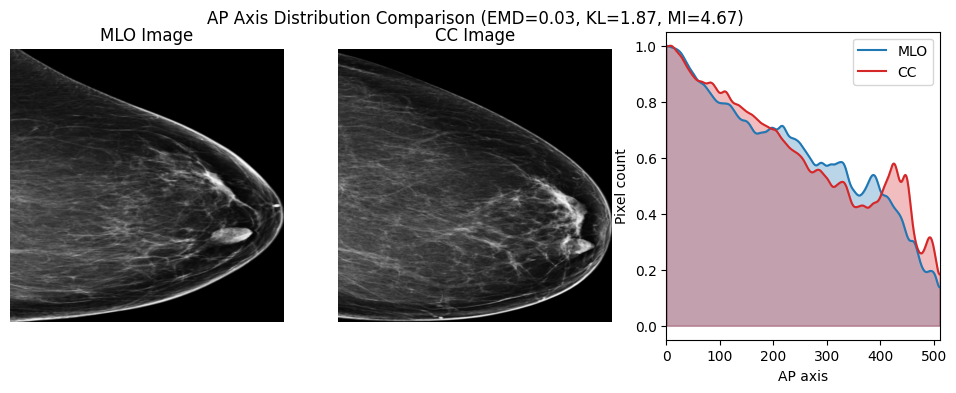 AP Axis Distribution Comparison (EMD=0.03, KL=1.87, MI=4.67)
MLO Image
CC Image
MLO
CC
Pixel count
1.0
0.8
0.6
0.4
0.2
0.0
0 100 200 300 400 500
AP axis